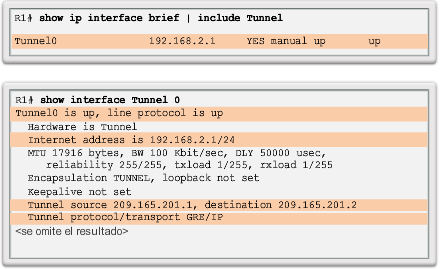 R1# show ip interface brief | include Tunnel
Tunnel0 192.168.2.1 YES manual up up
R1# show interface Tunnel 0
Tunnel0 is up, line protocol is up
Hardware is Tunnel
Internet address is 192.168.2.1/24
MTU 17916 bytes, BW 100 Kbit/sec, DLY 50000 usec,
reliability 255/255, txload 1/255, rxload 1/255
Encapsulation TUNNEL, loopback not set
Keepalive not set
Tunnel source 209.165.201.1, destination 209.165.201.2
Tunnel protocol/transport GRE/IP
<se omite el resultado>